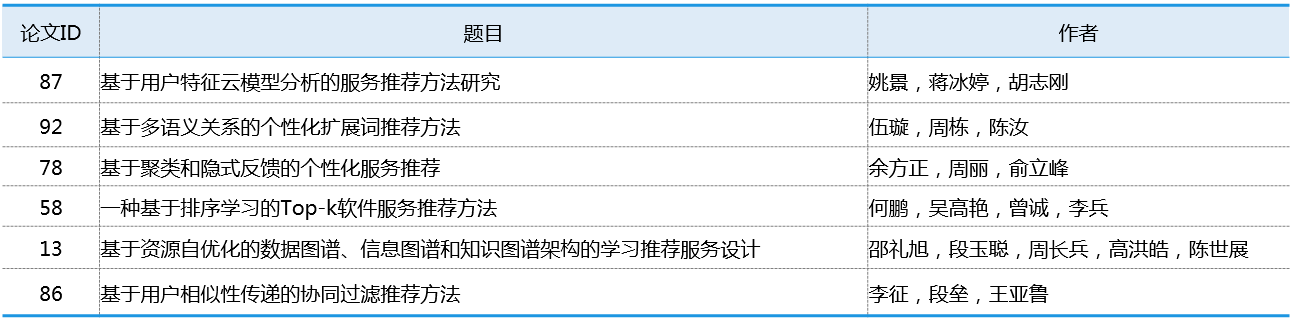 论文ID 题目 作者
87 基于用户特征云模型分析的服务推荐方法研究 姚景，蒋冰婷，胡志刚
92 基于多语义关系的个性化扩展词推荐方法 伍璇，周栋，陈汝
78 基于聚类和隐式反馈的个性化服务推荐 余方正，周丽，俞立峰
58 一种基于排序学习的Top-k软件服务推荐方法 何鹏，吴高艳，曾诚，李兵
13 基于资源自优化的数据图谱、信息图谱和知识图谱架构的学习推荐服务设计 邵礼旭，段玉聪，周长兵，高洪皓，陈世展
86 基于用户相似性传递的协同过滤推荐方法 李征，段垒，王亚鲁